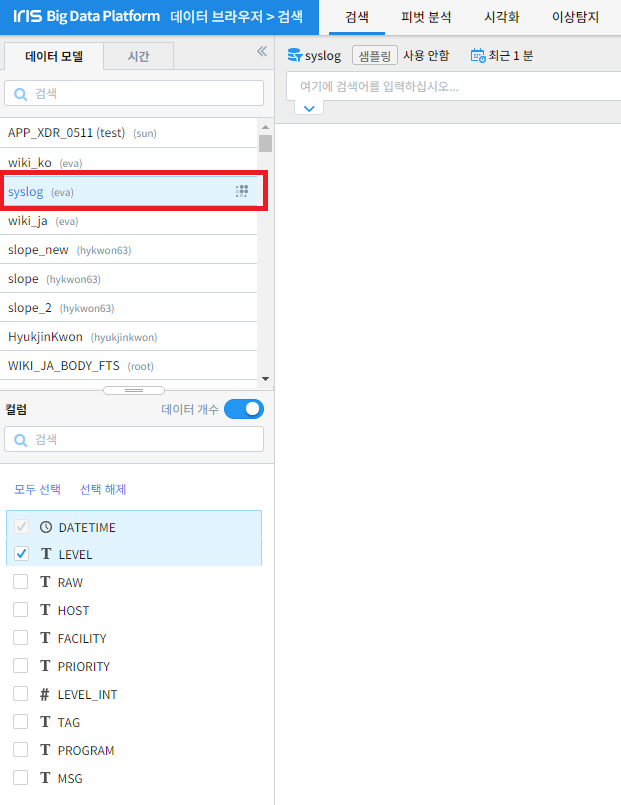 IRIS Big Data Platform 데이터 브라우저 > 검색 검색 피벗 분석 시각화 이상탐지
데이터 모델 시간
검색
APP_XDR_0511 (test) (sun)
wiki_ko (eva)
syslog (eva)
wiki_ja (eva)
slope_new (hykwon63)
slope (hykwon63)
slope_2 (hykwon63)
HyukjinKwon (hyukjinkwon)
WIKI_JA_BODY_FTS (root)
컬럼 데이터 개수
검색
모두 선택 선택 해제
DATETIME
T LEVEL
T RAW
T HOST
T FACILITY
T PRIORITY
# LEVEL_INT
T TAG
T PROGRAM
T MSG
syslog 샘플링 사용 안함 최근 1 분
여기에 검색어를 입력하십시오...